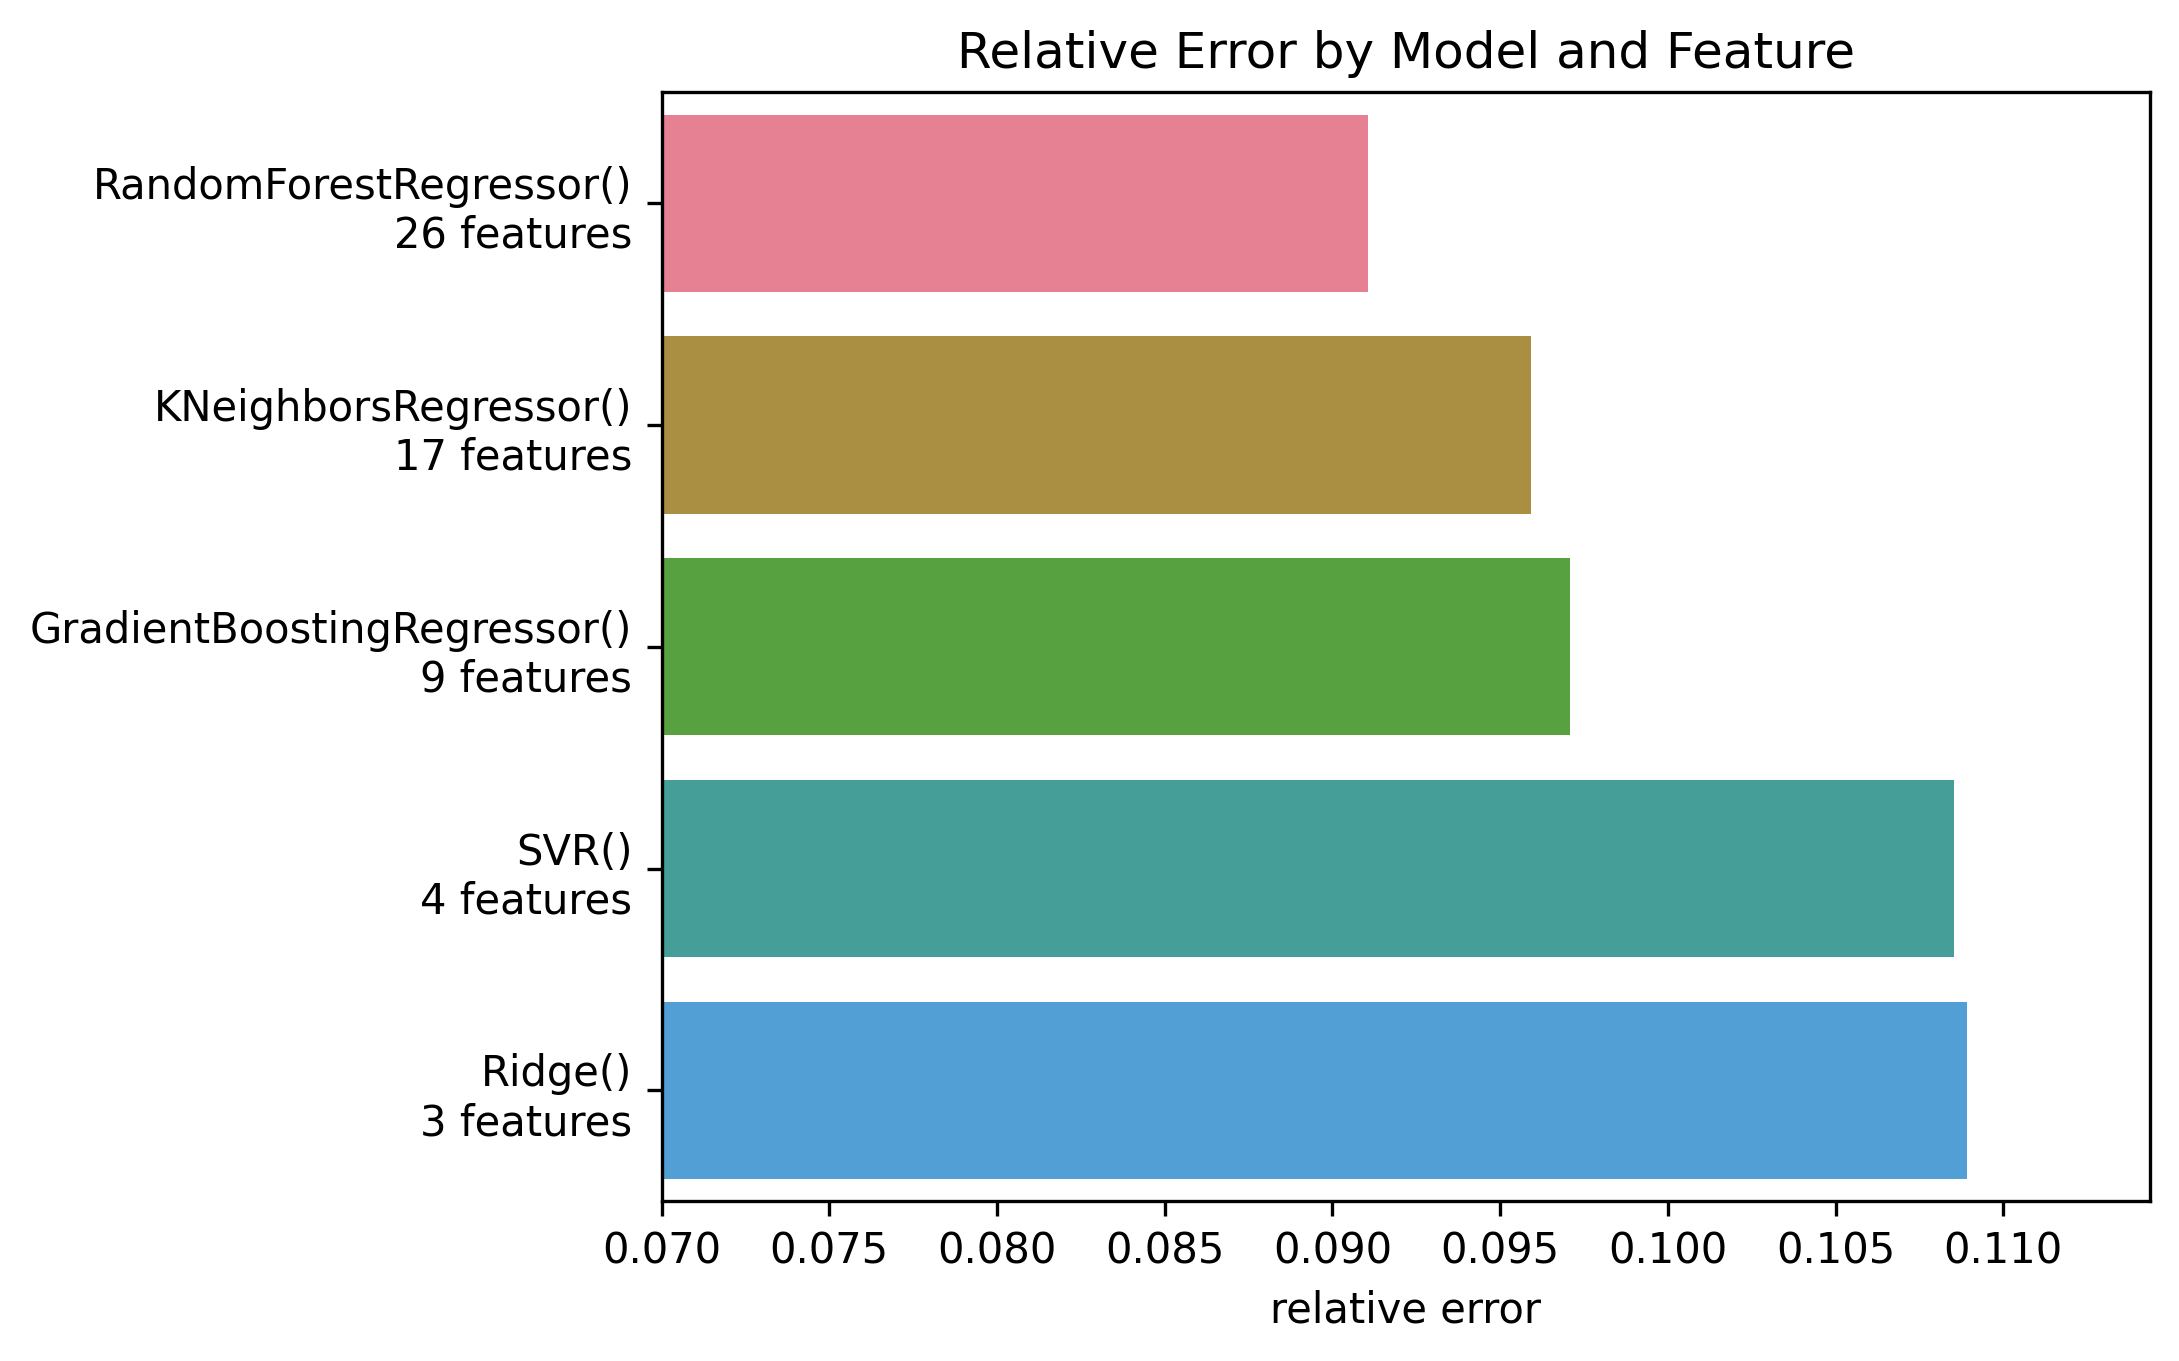 Relative Error by Model and Feature
RandomForestRegressor()
26 features
KNeighborsRegressor()
17 features
GradientBoostingRegressor()
9 features
SVR()
4 features
Ridge()
3 features
0.070 0.075 0.080 0.085 0.090 0.095 0.100 0.105 0.110
relative error